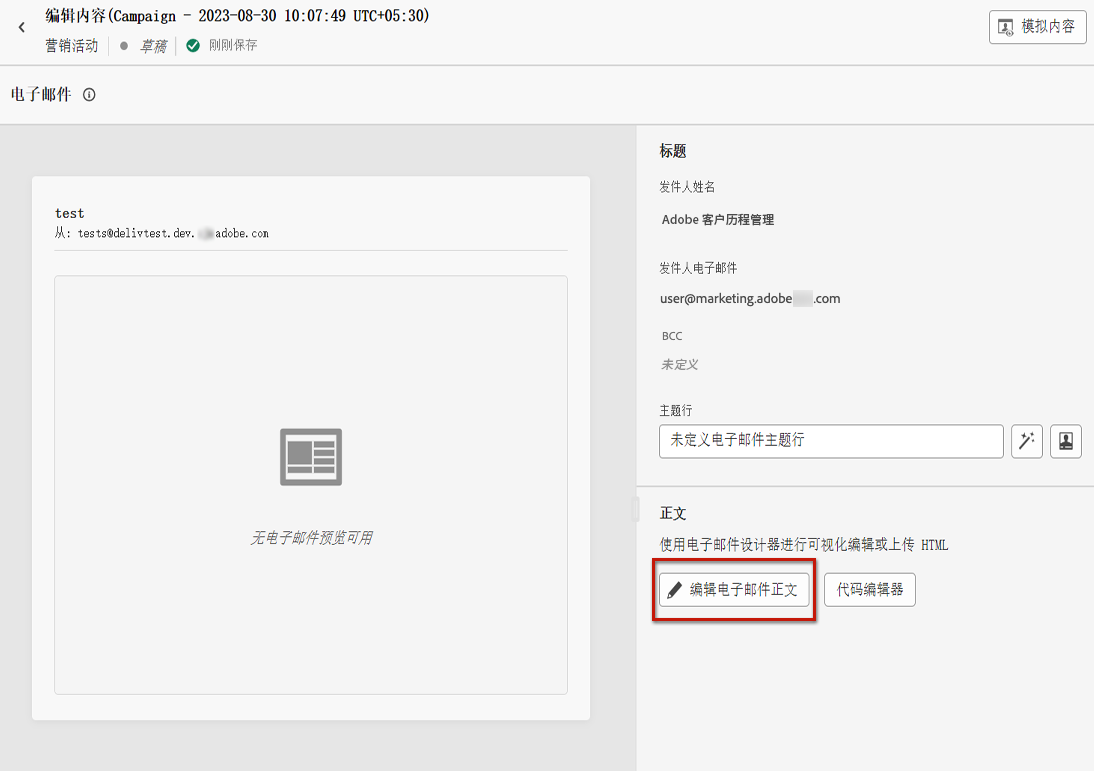 编辑内容(Campaign - 2023-08-30 10:07:49 UTC+05:30)
营销活动 草稿 刚刚保存
模拟内容
电子邮件
test
从: tests@delivtest.dev. adobe.com
无电子邮件预览可用
标题
发件人姓名
Adobe 客户历程管理
发件人电子邮件
user@marketing.adobe .com
BCC
未定义
主题行
未定义电子邮件主题行
正文
使用电子邮件设计器进行可视化编辑或上传 HTML
编辑电子邮件正文 代码编辑器